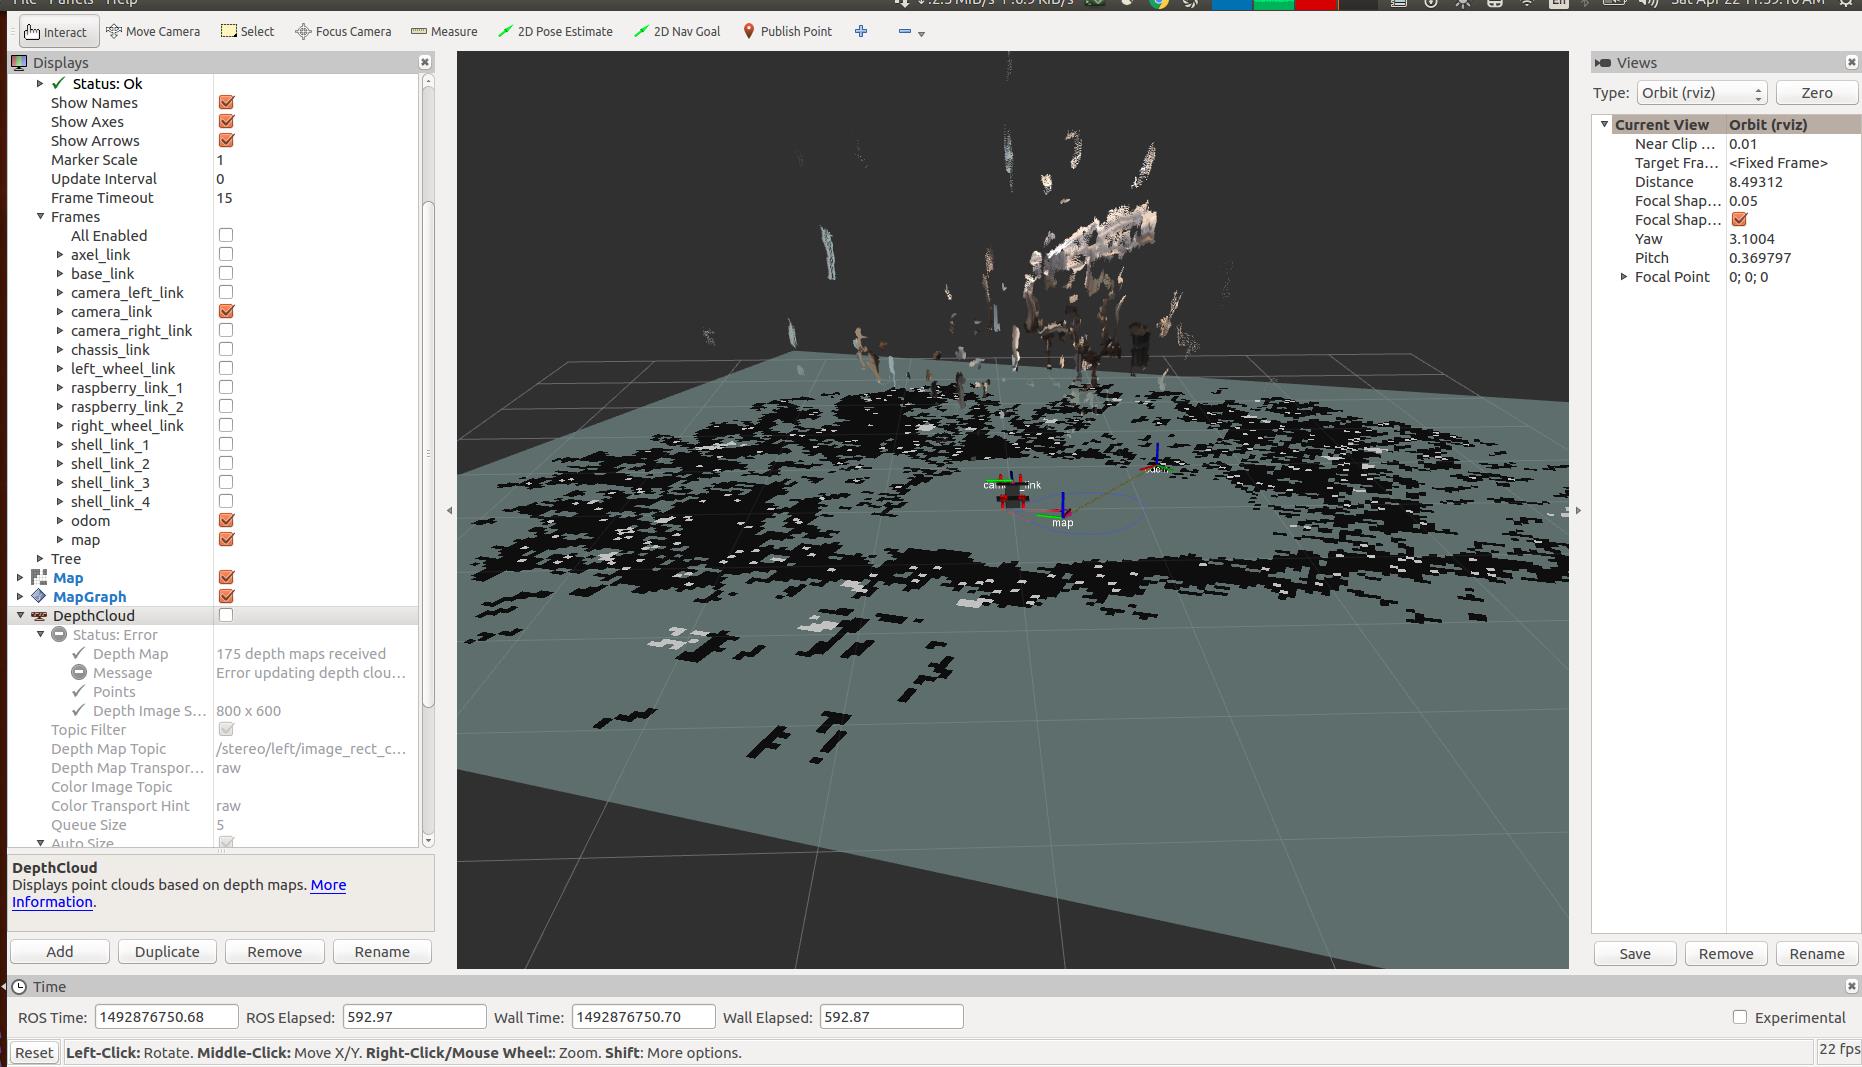 File Panels Help
Interact Move Camera Select Focus Camera Measure 2D Pose Estimate 2D Nav Goal Publish Point
Displays
Status: Ok
Show Names
Show Axes
Show Arrows
Marker Scale 1
Update Interval 0
Frame Timeout 15
Frames
All Enabled
axel_link
base_link
camera_left_link
camera_link
camera_right_link
chassis_link
left_wheel_link
raspberry_link_1
raspberry_link_2
right_wheel_link
shell_link_1
shell_link_2
shell_link_3
shell_link_4
odom
map
Tree
Map
MapGraph
DepthCloud
Status: Error
Depth Map 175 depth maps received
Message Error updating depth clou...
Points
Depth Image S... 800 x 600
Topic Filter
Depth Map Topic /stereo/left/image_rect_c...
Depth Map Transpor... raw
Color Image Topic
Color Transport Hint raw
Queue Size 5
Auto Size
DepthCloud
Displays point clouds based on depth maps. More
Information.
Add Duplicate Remove Rename
odom
map
Views
Type: Orbit (rviz) Zero
Current View Orbit (rviz)
Near Clip ... 0.01
Target Fra... <Fixed Frame>
Distance 8.49312
Focal Shap... 0.05
Focal Shap...
Yaw 3.1004
Pitch 0.369797
Focal Point 0; 0; 0
Save Remove Rename
Time
ROS Time: 1492876750.68 ROS Elapsed: 592.97 Wall Time: 1492876750.70 Wall Elapsed: 592.87 Experimental
Reset Left-Click: Rotate. Middle-Click: Move X/Y. Right-Click/Mouse Wheel:: Zoom. Shift: More options. 22 fps